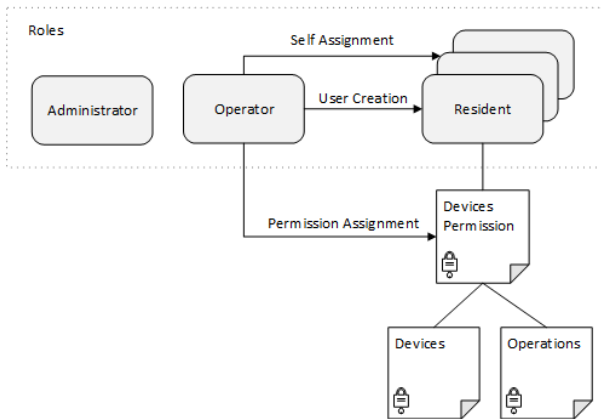 Roles
Self Assignment
Administrator
Operator
User Creation
Resident
Permission Assignment
Devices
Permission
Devices
Operations